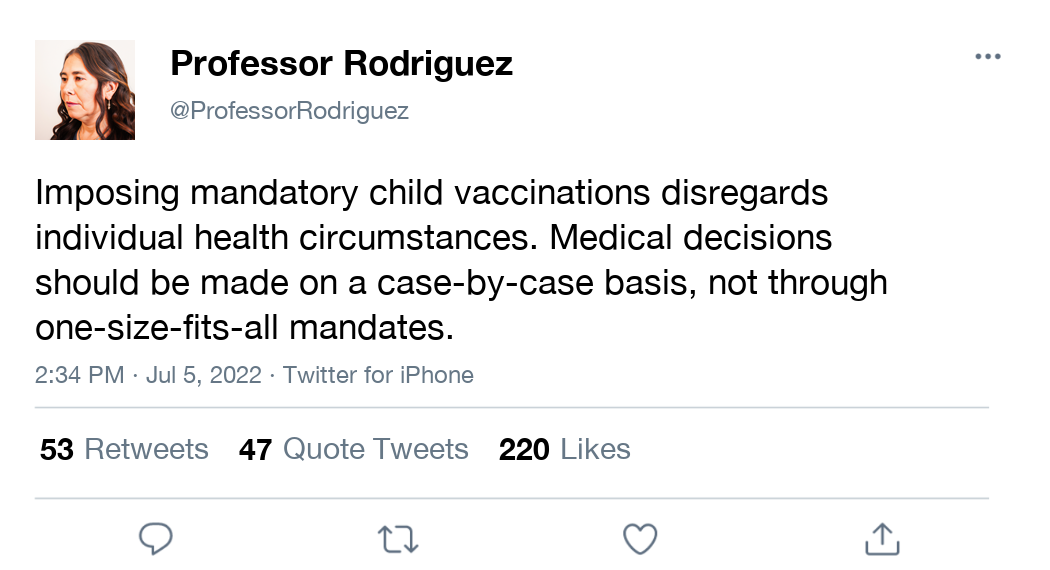 Professor Rodriguez
@ProfessorRodriguez
Imposing mandatory child vaccinations disregards
individual health circumstances. Medical decisions
should be made on a case-by-case basis, not through
one-size-fits-all mandates.
2:34 PM · Jul 5, 2022 · Twitter for iPhone
53 Retweets 47 Quote Tweets 220 Likes